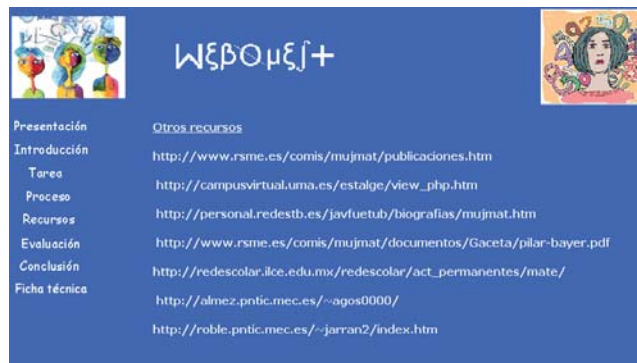 WξβΟμξ∫+
Presentación
Introducción
Tarea
Proceso
Recursos
Evaluación
Conclusión
Ficha técnica
Otros recursos
http://www.rsme.es/comis/mujmat/publicaciones.htm
http://campusvirtual.uma.es/estalge/view_php.htm
http://personal.redestb.es/javfuetub/biografias/mujmat.htm
http://www.rsme.es/comis/mujmat/documentos/Gaceta/pilar-bayer.pdf
http://redescolar.ilce.edu.mx/redescolar/act_permanentes/mate/
http://almez.pntic.mec.es/~agos0000/
http://roble.pntic.mec.es/~jarran2/index.htm